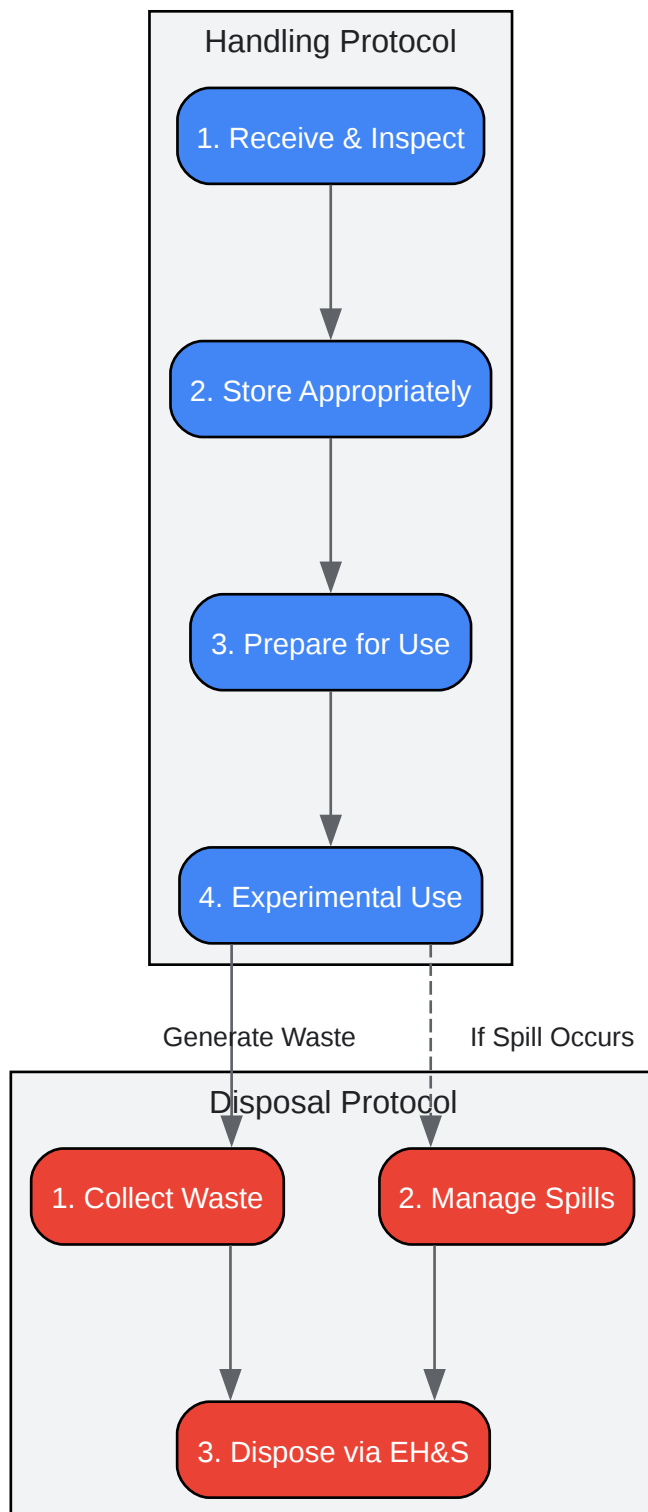 Handling Protocol
1. Receive & Inspect
2. Store Appropriately
3. Prepare for Use
4. Experimental Use
Generate Waste
If Spill Occurs
Disposal Protocol
1. Collect Waste
2. Manage Spills
3. Dispose via EH&S